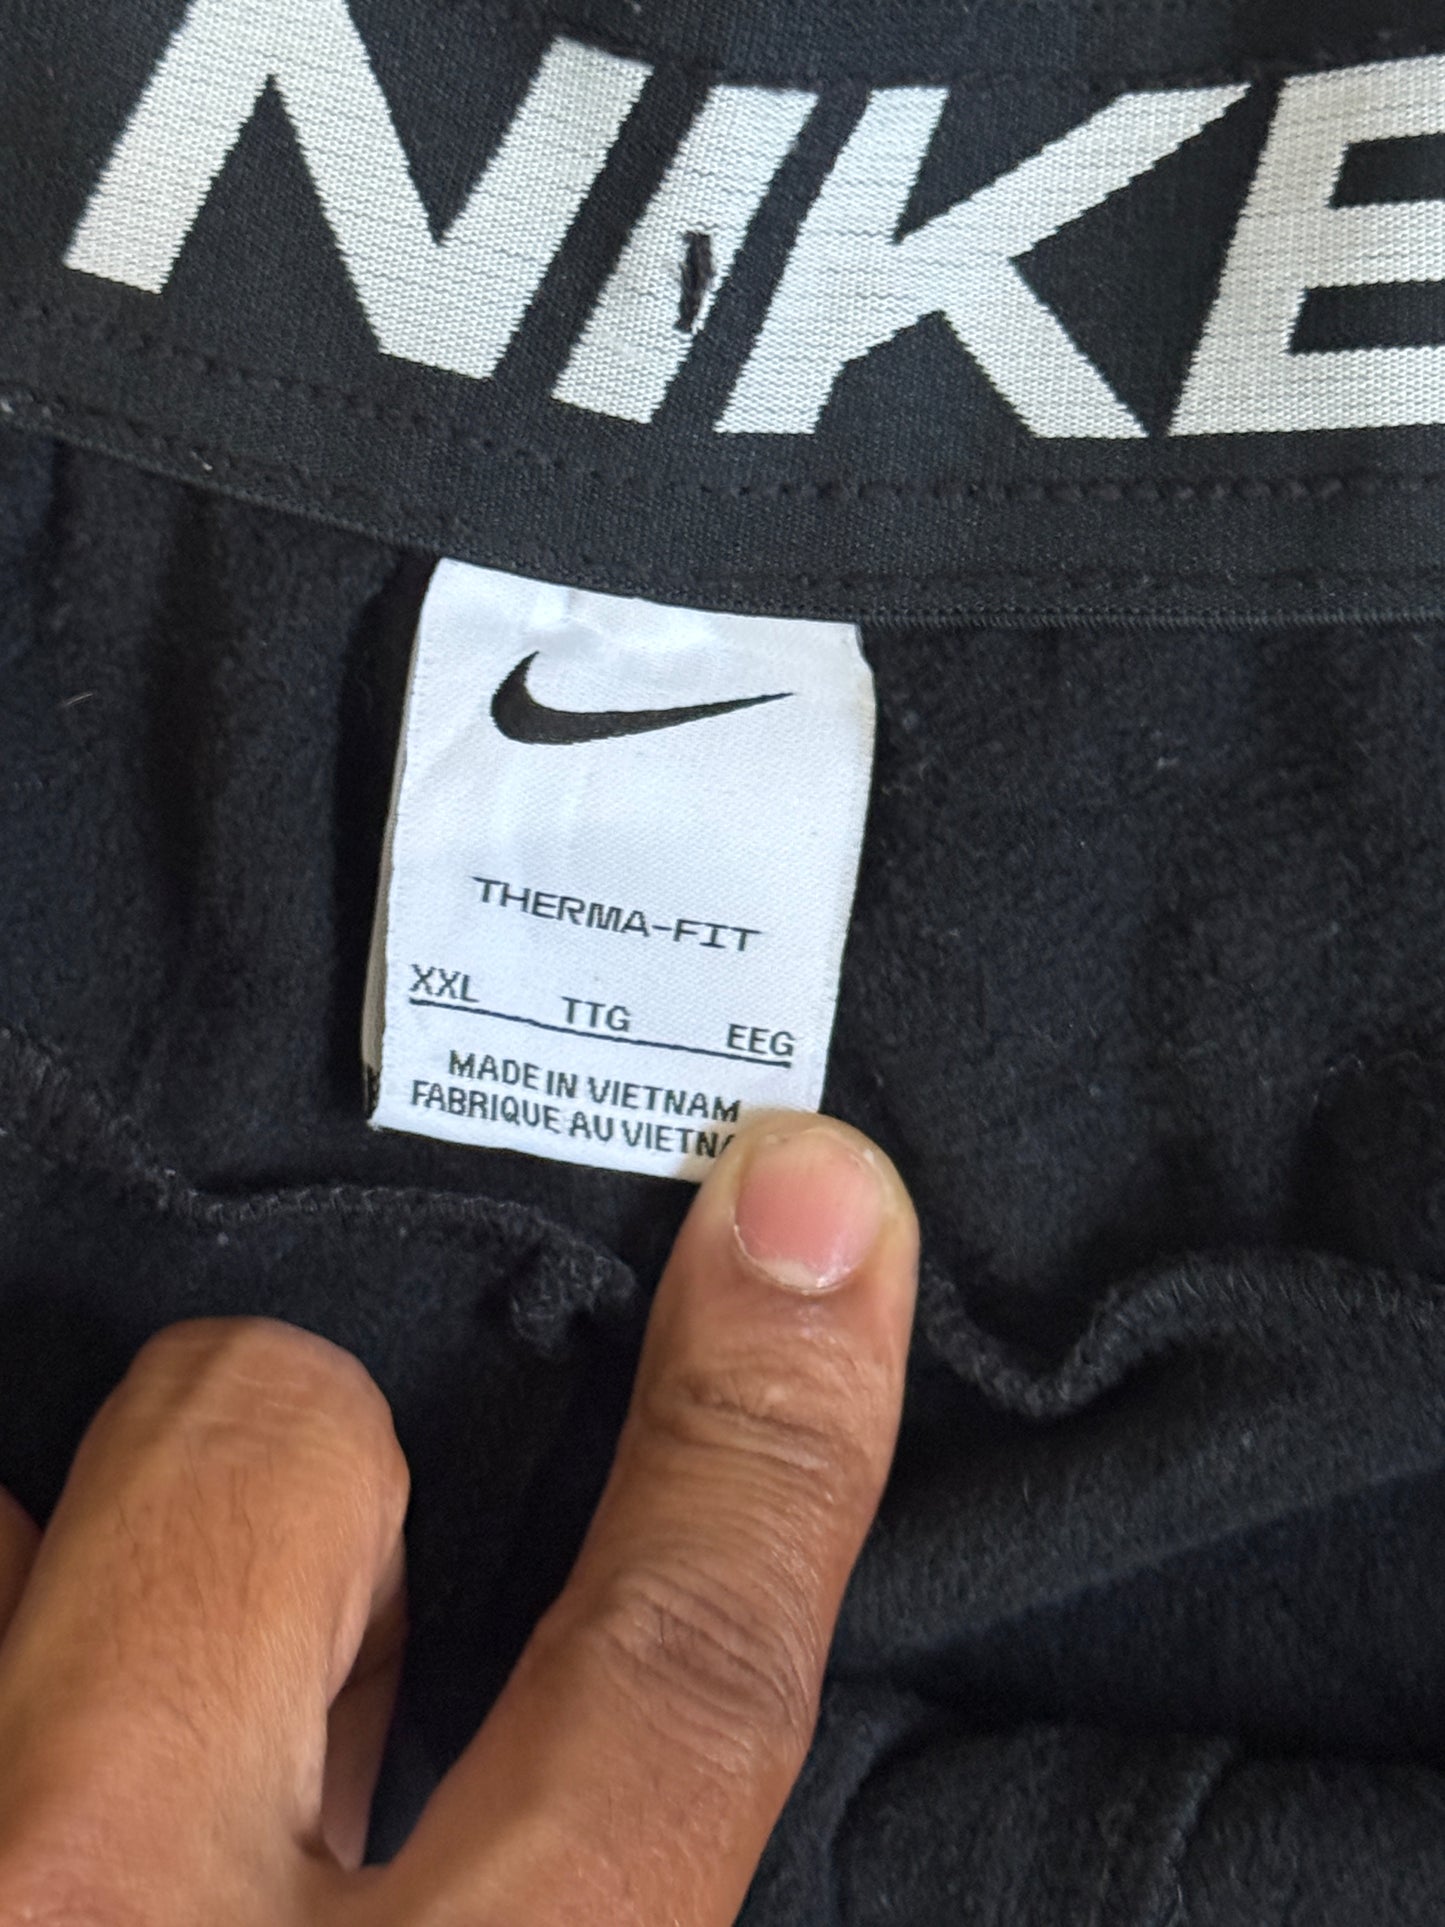 NIKE
THERMA-FIT
XXL TTG EEG
MADE IN VIETNAM
FABRIQUE AU